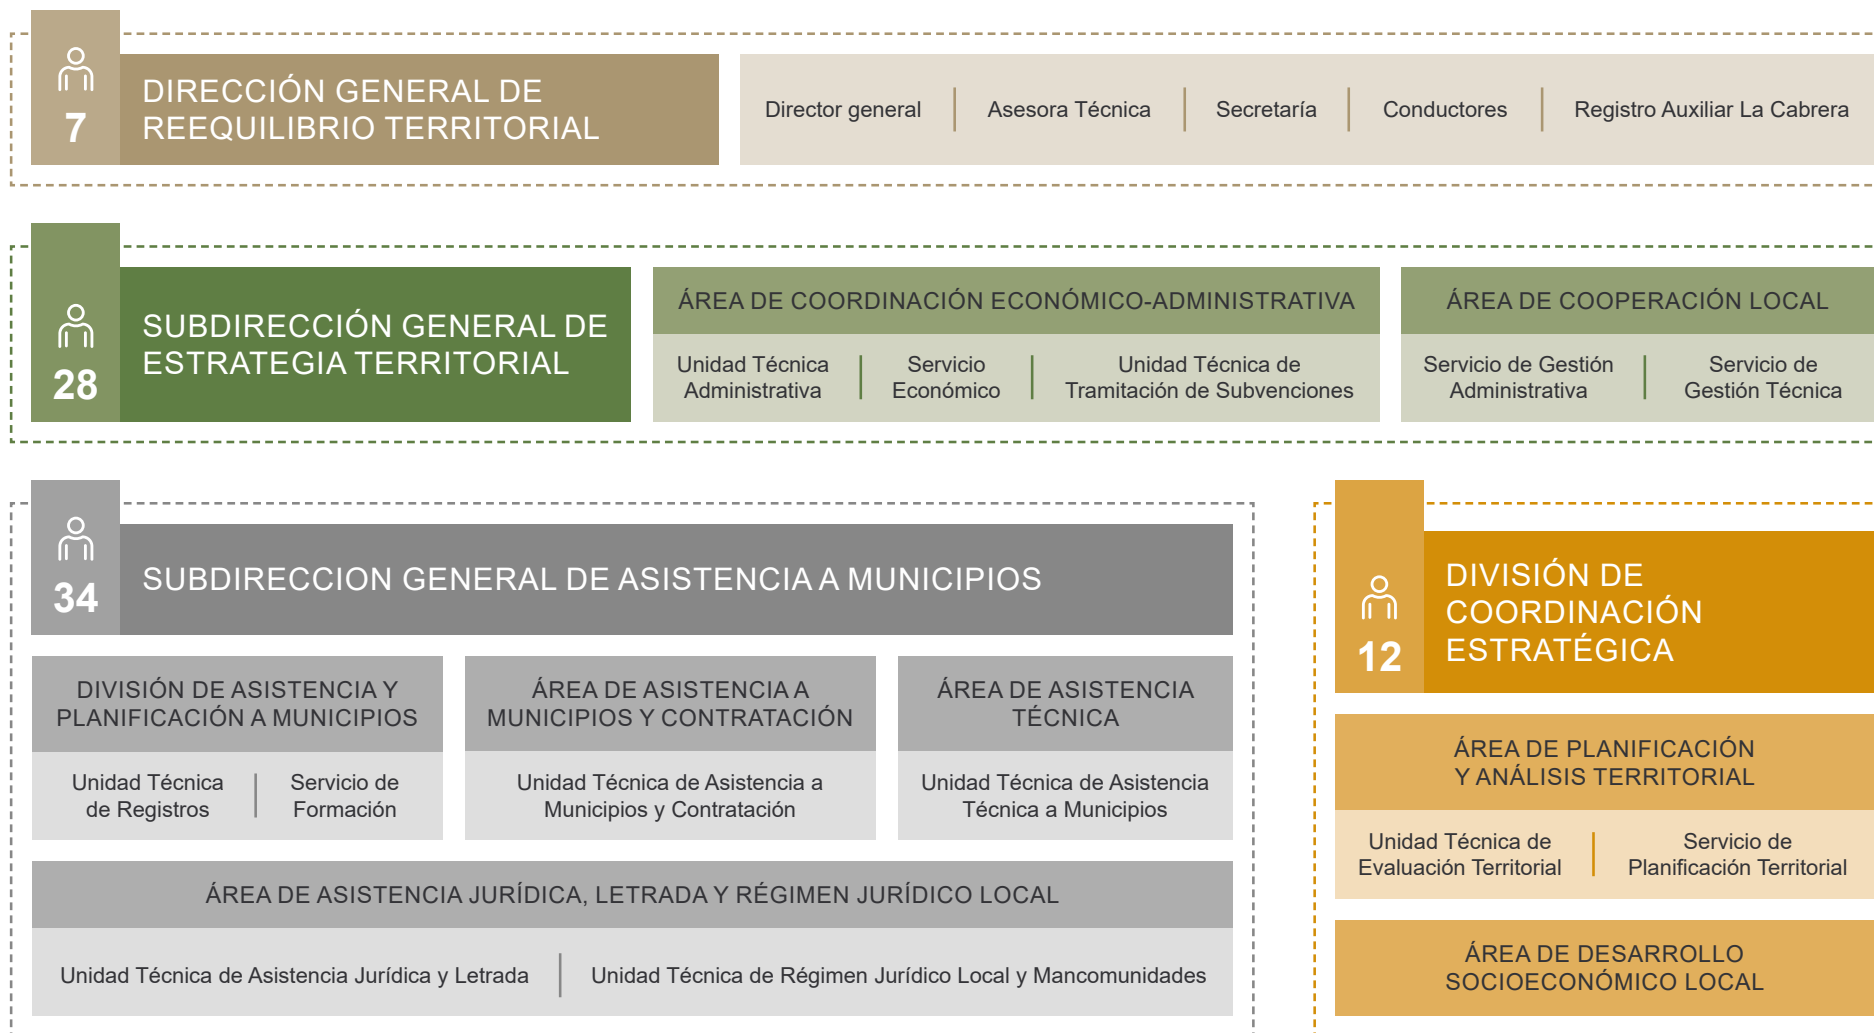 7
DIRECCIÓN GENERAL DE
REEQUILIBRIO TERRITORIAL
Director general
Asesora Técnica
Secretaría
Conductores
Registro Auxiliar La Cabrera
28
SUBDIRECCIÓN GENERAL DE
ESTRATEGIA TERRITORIAL
ÁREA DE COORDINACIÓN ECONÓMICO-ADMINISTRATIVA
Unidad Técnica
Administrativa
Servicio
Económico
Unidad Técnica de
Tramitación de Subvenciones
ÁREA DE COOPERACIÓN LOCAL
Servicio de Gestión
Administrativa
Servicio de
Gestión Técnica
34
SUBDIRECCION GENERAL DE ASISTENCIA A MUNICIPIOS
DIVISIÓN DE ASISTENCIA Y
PLANIFICACIÓN A MUNICIPIOS
Unidad Técnica
de Registros
Servicio de
Formación
ÁREA DE ASISTENCIA A
MUNICIPIOS Y CONTRATACIÓN
Unidad Técnica de Asistencia a
Municipios y Contratación
ÁREA DE ASISTENCIA
TÉCNICA
Unidad Técnica de Asistencia
Técnica a Municipios
ÁREA DE ASISTENCIA JURÍDICA, LETRADA Y RÉGIMEN JURÍDICO LOCAL
Unidad Técnica de Asistencia Jurídica y Letrada
Unidad Técnica de Régimen Jurídico Local y Mancomunidades
12
DIVISIÓN DE
COORDINACIÓN
ESTRATÉGICA
ÁREA DE PLANIFICACIÓN
Y ANÁLISIS TERRITORIAL
Unidad Técnica de
Evaluación Territorial
Servicio de
Planificación Territorial
ÁREA DE DESARROLLO
SOCIOECONÓMICO LOCAL